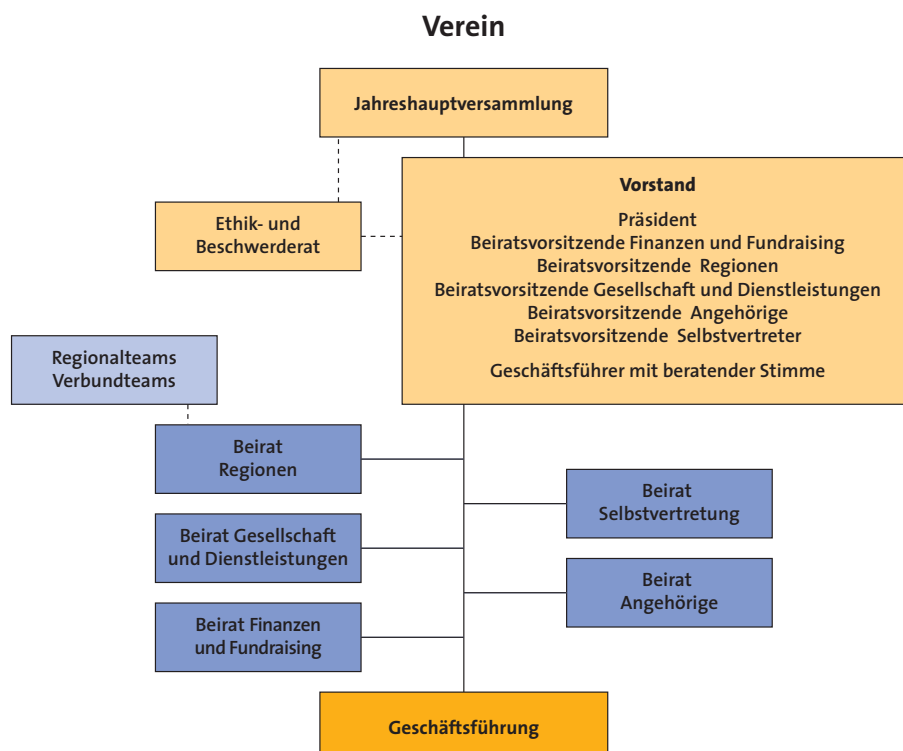 Verein
Jahreshauptversammlung
Vorstand
Präsident
Beiratsvorsitzende Finanzen und Fundraising
Beiratsvorsitzende Regionen
Beiratsvorsitzende Gesellschaft und Dienstleistungen
Beiratsvorsitzende Angehörige
Beiratsvorsitzende Selbstvertreter
Geschäftsführer mit beratender Stimme
Ethik- und
Beschwerderat
Regionalteams
Verbundteams
Beirat
Regionen
Beirat
Selbstvertretung
Beirat Gesellschaft
und Dienstleistungen
Beirat
Angehörige
Beirat Finanzen
und Fundraising
Geschäftsführung